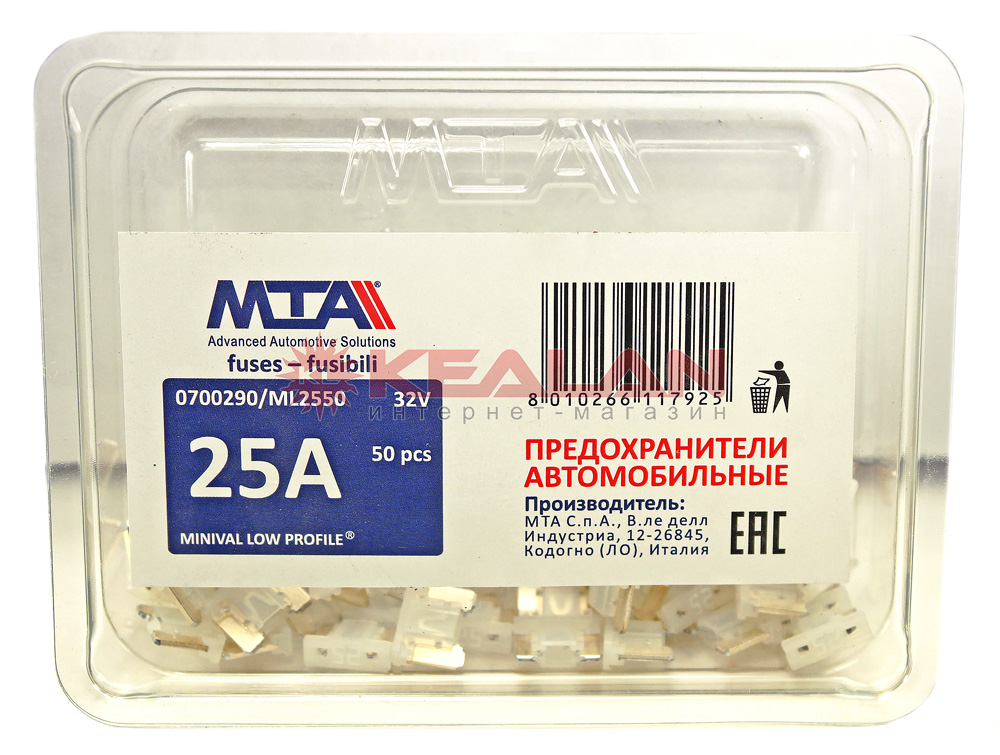 MTA
MTA®
Advanced Automotive Solutions
fuses – fusibili
0700290/ML2550 32V
25A 50 pcs
MINIVAL LOW PROFILE®
8 010266 117925
KEALAN
интернет-магазин
ПРЕДОХРАНИТЕЛИ
АВТОМОБИЛЬНЫЕ
Производитель:
МТА С.п.А., В.ле делл
Индустриа, 12-26845,
Кодогно (ЛО), Италия
EAC